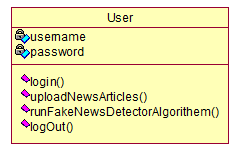 User
username
password
login()
uploadNewsArticles()
runFakeNewsDetectorAlgorithem()
logOut()